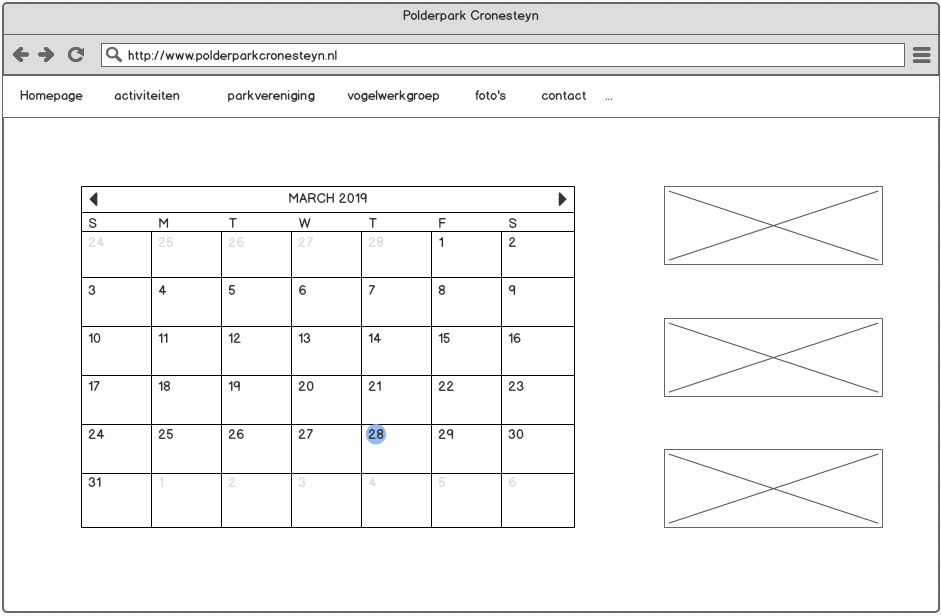 Polderpark Cronesteyn
http://www.polderparkcronesteyn.nl
Homepage activiteiten parkvereniging vogelwerkgroep foto's contact ...
MARCH 2019
S M T W T F S
24 25 26 27 28 1 2
3 4 5 6 7 8 9
10 11 12 13 14 15 16
17 18 19 20 21 22 23
24 25 26 27 28 29 30
31 1 2 3 4 5 6